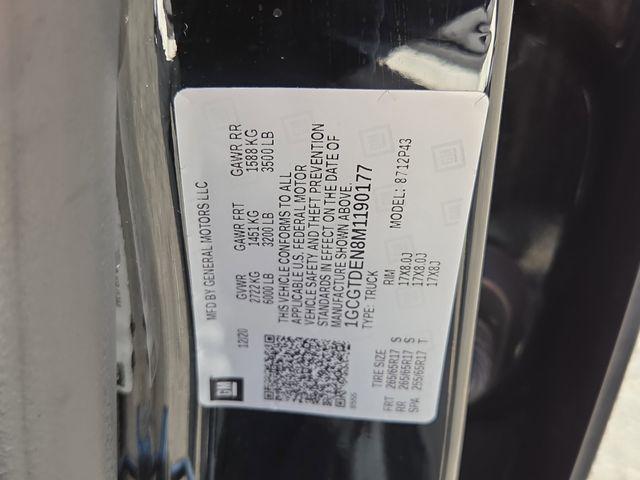 MFD BY GENERAL MOTORS LLC
12/20 GVWR GAWR FRT GAWR RR
2722 KG 1451 KG 1588 KG
6000 LB 3200 LB 3500 LB
THIS VEHICLE CONFORMS TO ALL
APPLICABLE U.S. FEDERAL MOTOR
VEHICLE SAFETY AND THEFT PREVENTION
STANDARDS IN EFFECT ON THE DATE OF
MANUFACTURE SHOWN ABOVE.
1GCGTDEN8M1190177
TYPE: TRUCK MODEL: 8712P43
GM
TIRE SIZE RIM
FRT 265/65R17 S 17X8.0J
RR 265/65R17 S 17X8.0J
SPA 255/65R17 T 17X8J